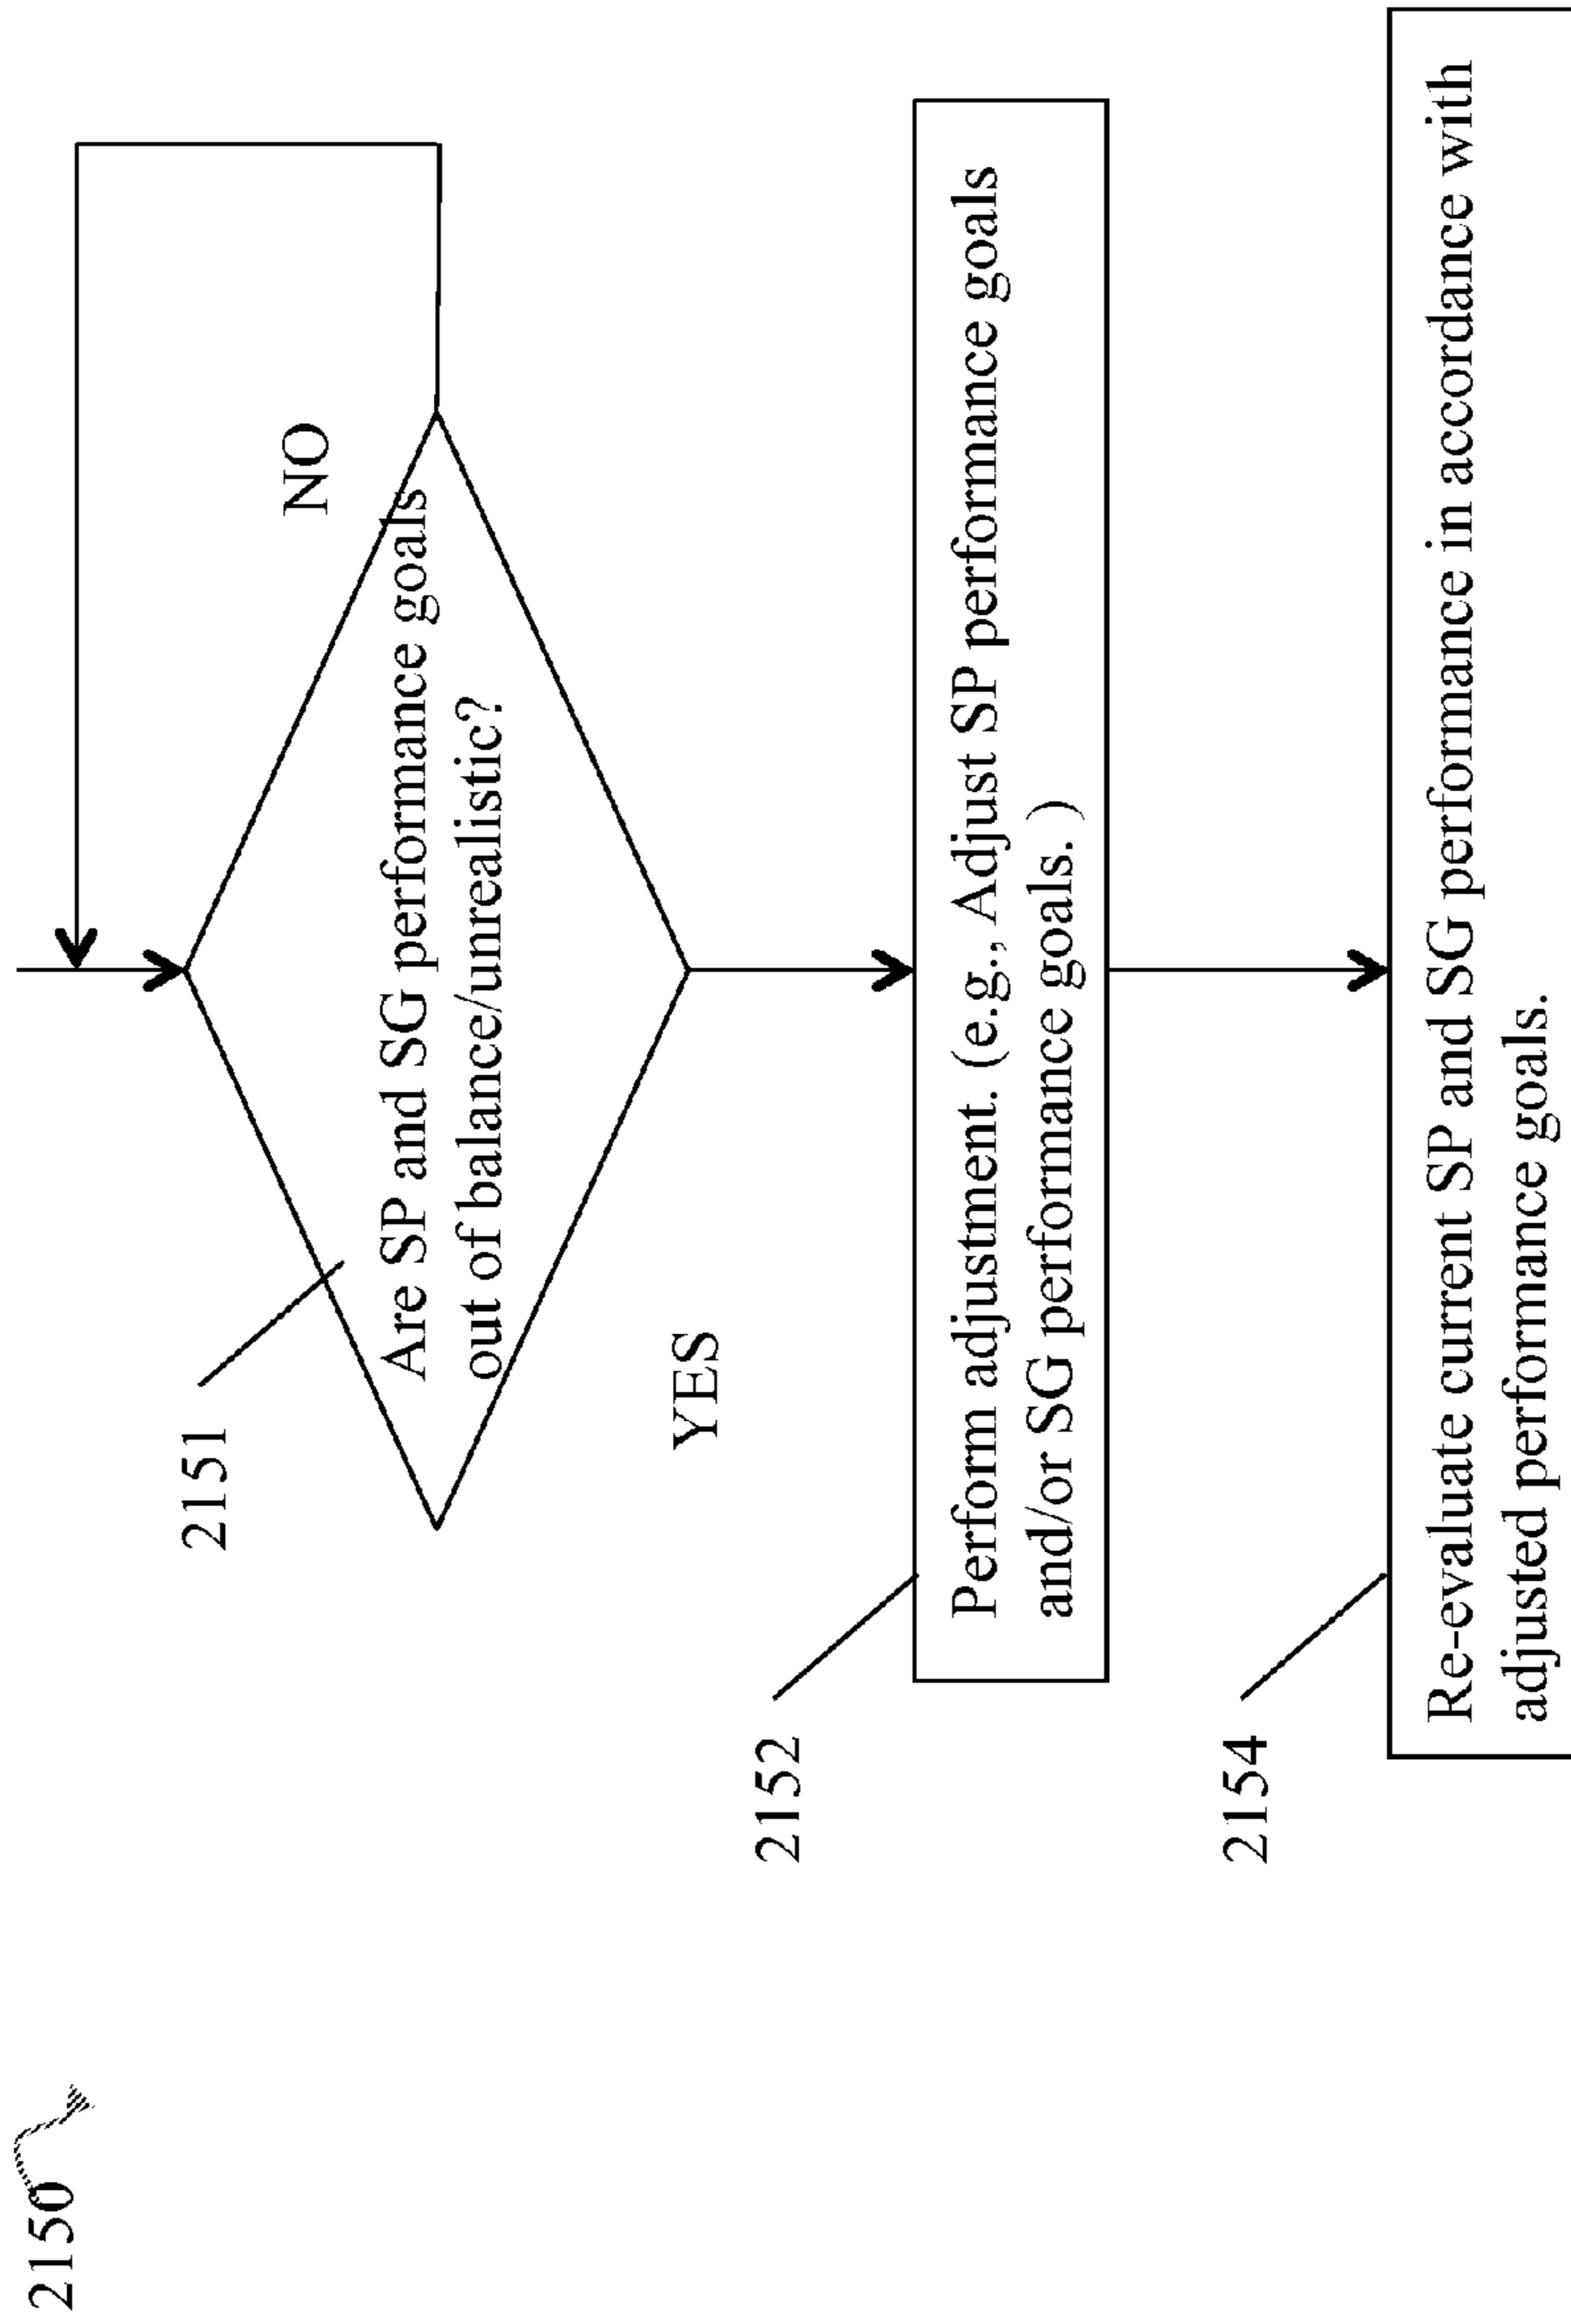 2150
2151
Are SP and SG performance goals
out of balance/unrealistic?
NO
YES
2152
Perform adjustment. (e.g., Adjust SP performance goals
and/or SG performance goals. )
2154
Re-evaluate current SP and SG performance in accordance with
adjusted performance goals.